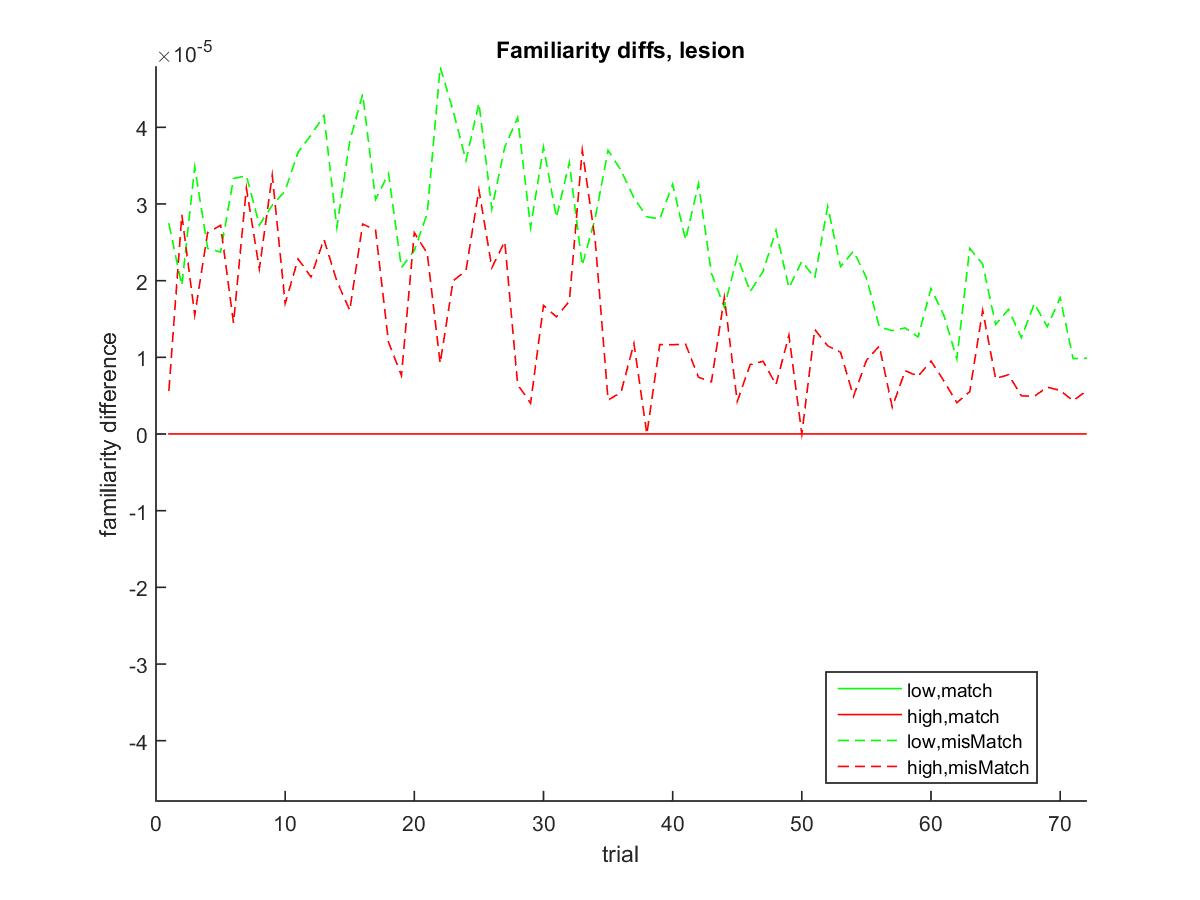 ×10-5
Familiarity diffs, lesion
4
3
2
1
0
-1
-2
-3
-4
familiarity difference
low,match
high,match
low,misMatch
high,misMatch
0 10 20 30 40 50 60 70
trial